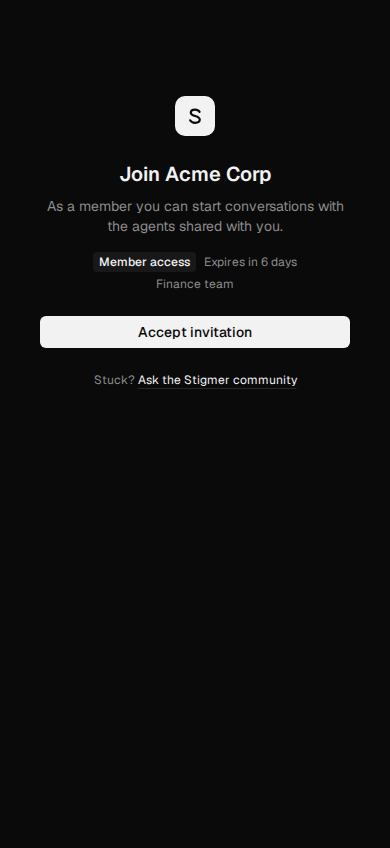 S
Join Acme Corp
As a member you can start conversations with
the agents shared with you.
Member access Expires in 6 days
Finance team
Accept invitation
Stuck? Ask the Stigmer community